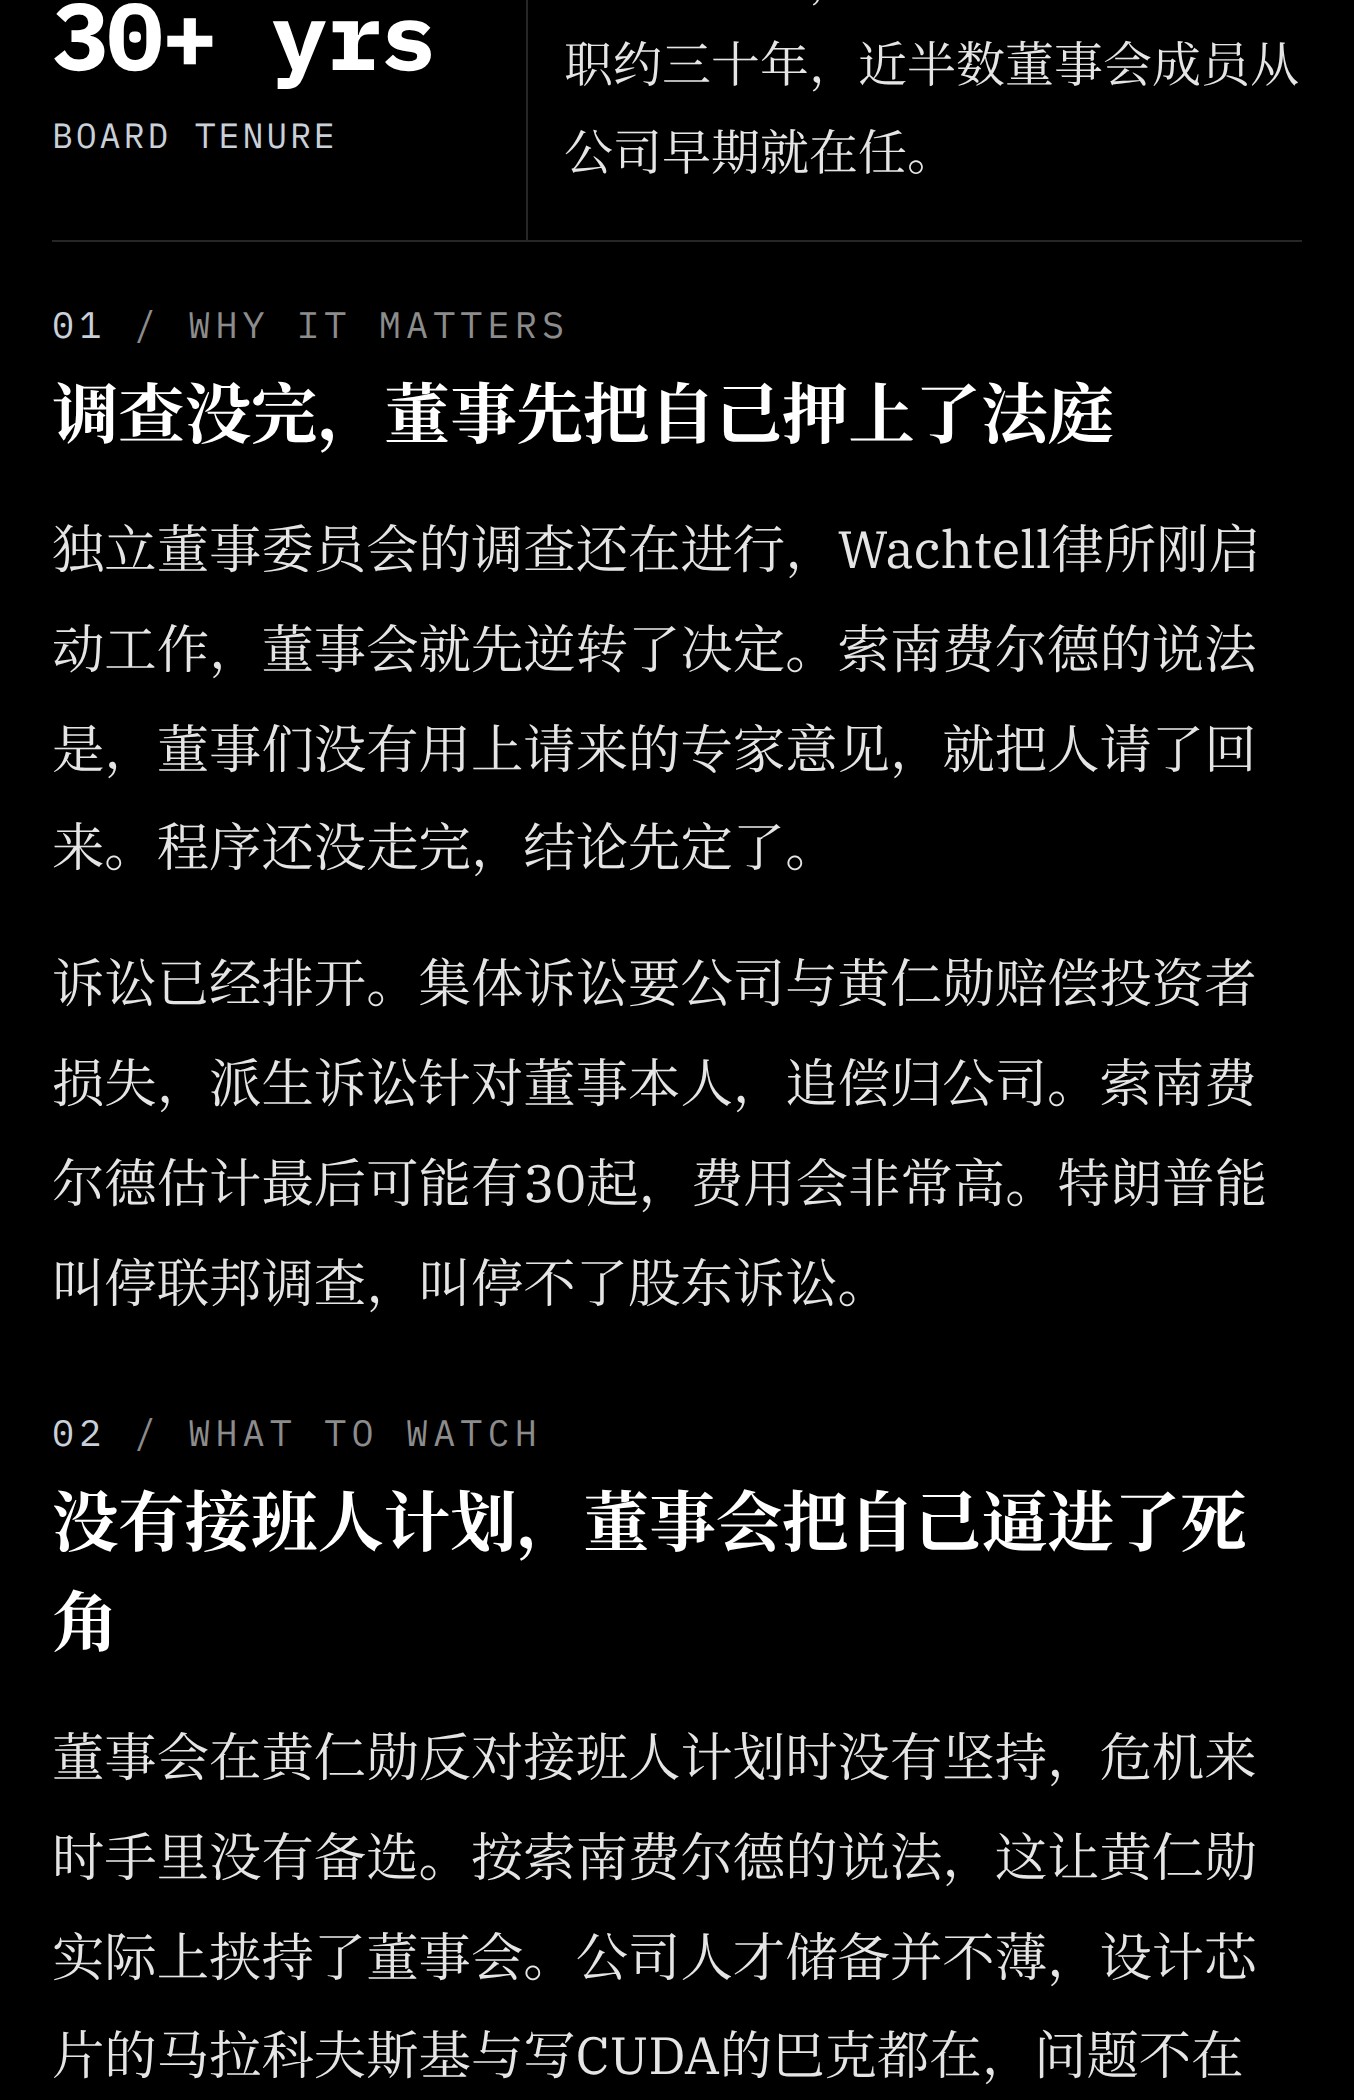 30+ yrs
BOARD TENURE
职约三十年，近半数董事会成员从
公司早期就在任。
01 / WHY IT MATTERS
调查没完，董事先把自己押上了法庭
独立董事委员会的调查还在进行，Wachtell律所刚启
动工作，董事会就先逆转了决定。索南费尔德的说法
是，董事们没有用上请来的专家意见，就把人请了回
来。程序还没走完，结论先定了。
诉讼已经排开。集体诉讼要公司与黄仁勋赔偿投资者
损失，派生诉讼针对董事本人，追偿归公司。索南费
尔德估计最后可能有30起，费用会非常高。特朗普能
叫停联邦调查，叫停不了股东诉讼。
02 / WHAT TO WATCH
没有接班人计划，董事会把自己逼进了死
角
董事会在黄仁勋反对接班人计划时没有坚持，危机来
时手里没有备选。按索南费尔德的说法，这让黄仁勋
实际上挟持了董事会。公司人才储备并不薄，设计芯
片的马拉科夫斯基与写CUDA的巴克都在，问题不在